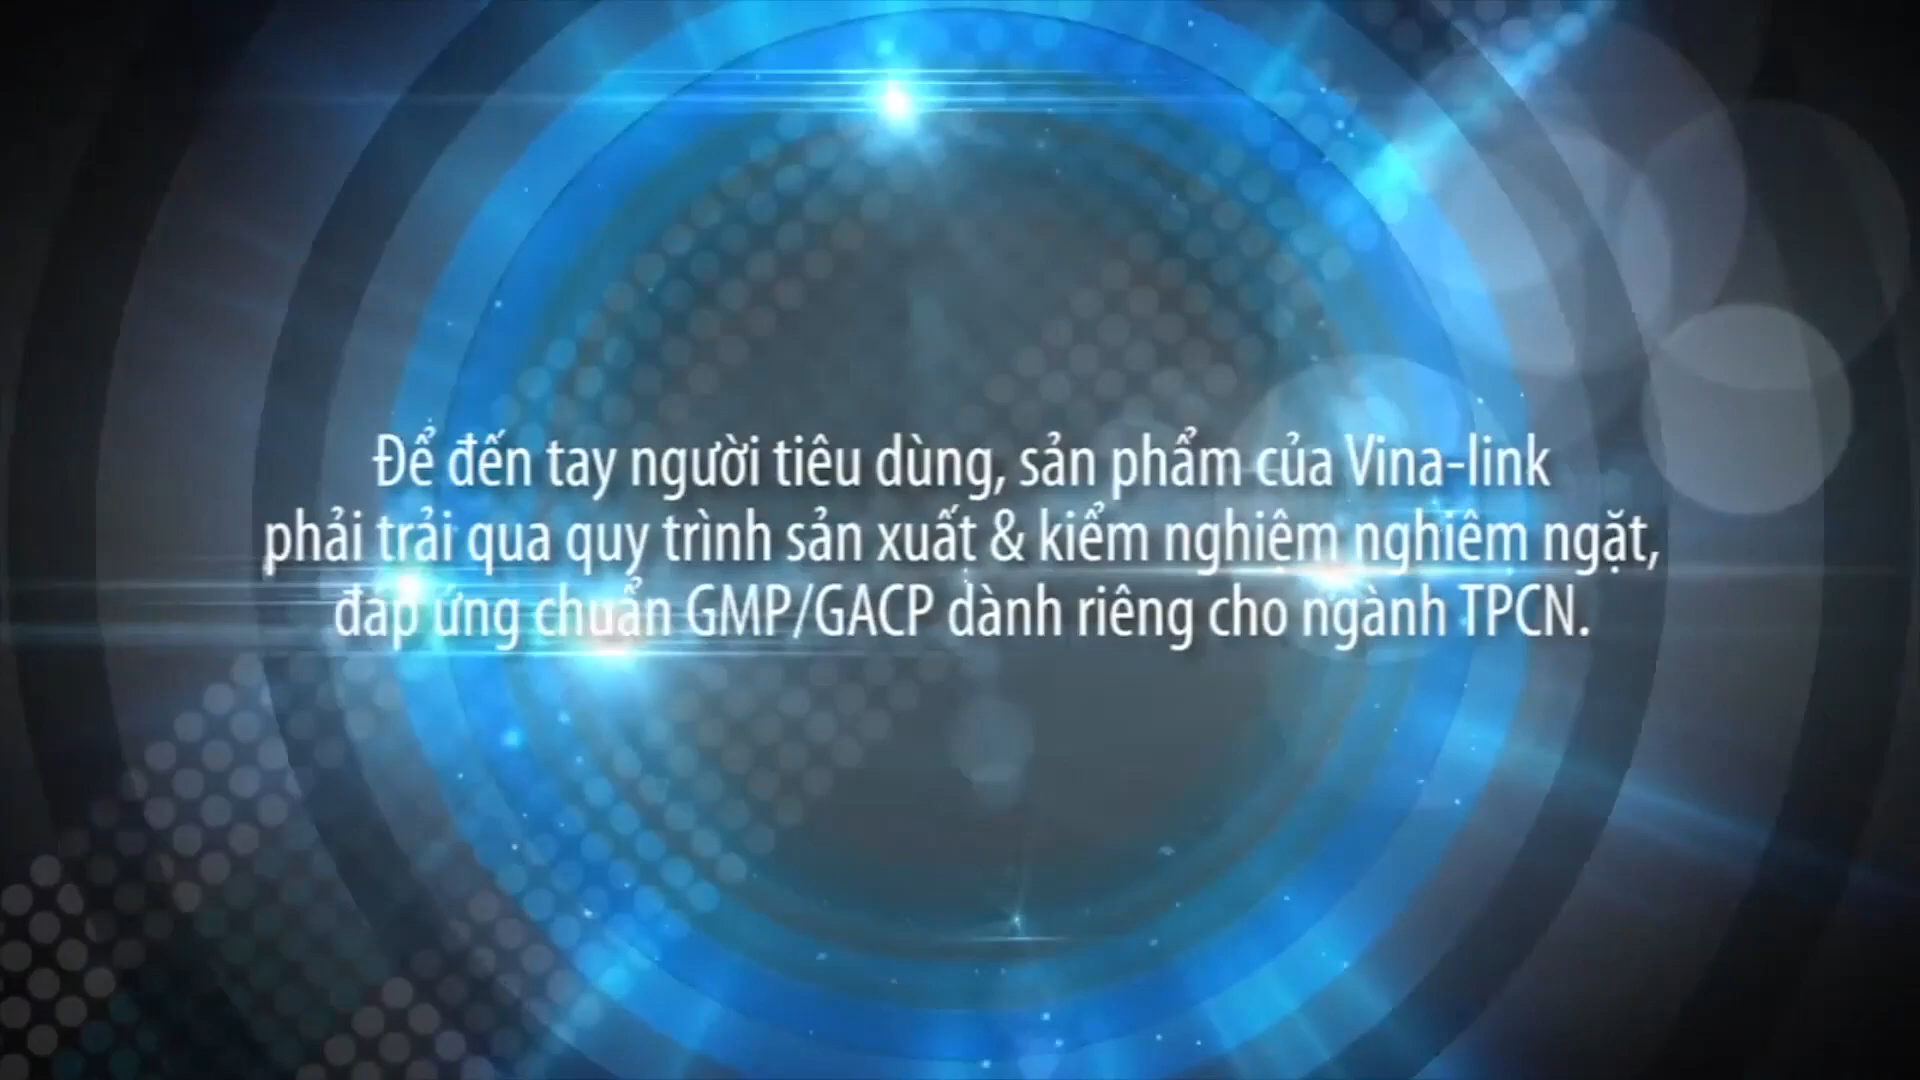 Để đến tay người tiêu dùng, sản phẩm của Vina-link
phải trải qua quy trình sản xuất & kiểm nghiệm nghiêm ngặt,
đáp ứng chuẩn GMP/GACP dành riêng cho ngành TPCN.